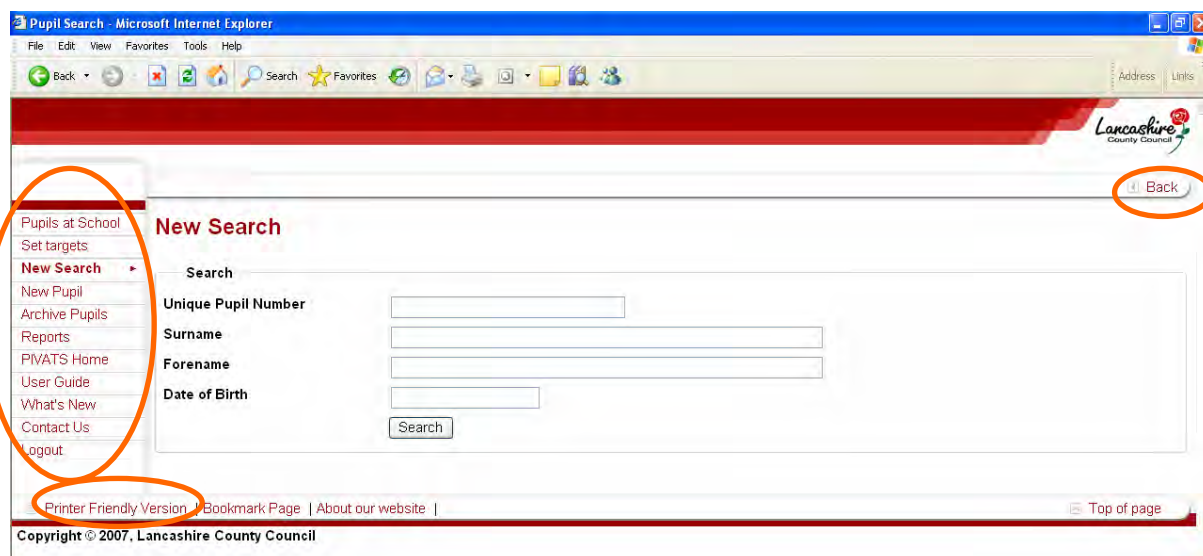 Pupil Search - Microsoft Internet Explorer
File Edit View Favorites Tools Help
Back Search Favorites Address Links
Lancashire
County Council
Back
Pupils at School
Set targets
New Search
New Pupil
Archive Pupils
Reports
PIVATS Home
User Guide
What's New
Contact Us
Logout
New Search
Search
Unique Pupil Number
Surname
Forename
Date of Birth
Search
Printer Friendly Version | Bookmark Page | About our website | Top of page
Copyright © 2007, Lancashire County Council